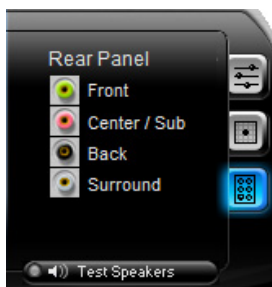 Rear Panel
Front
Center / Sub
Back
Surround
Test Speakers